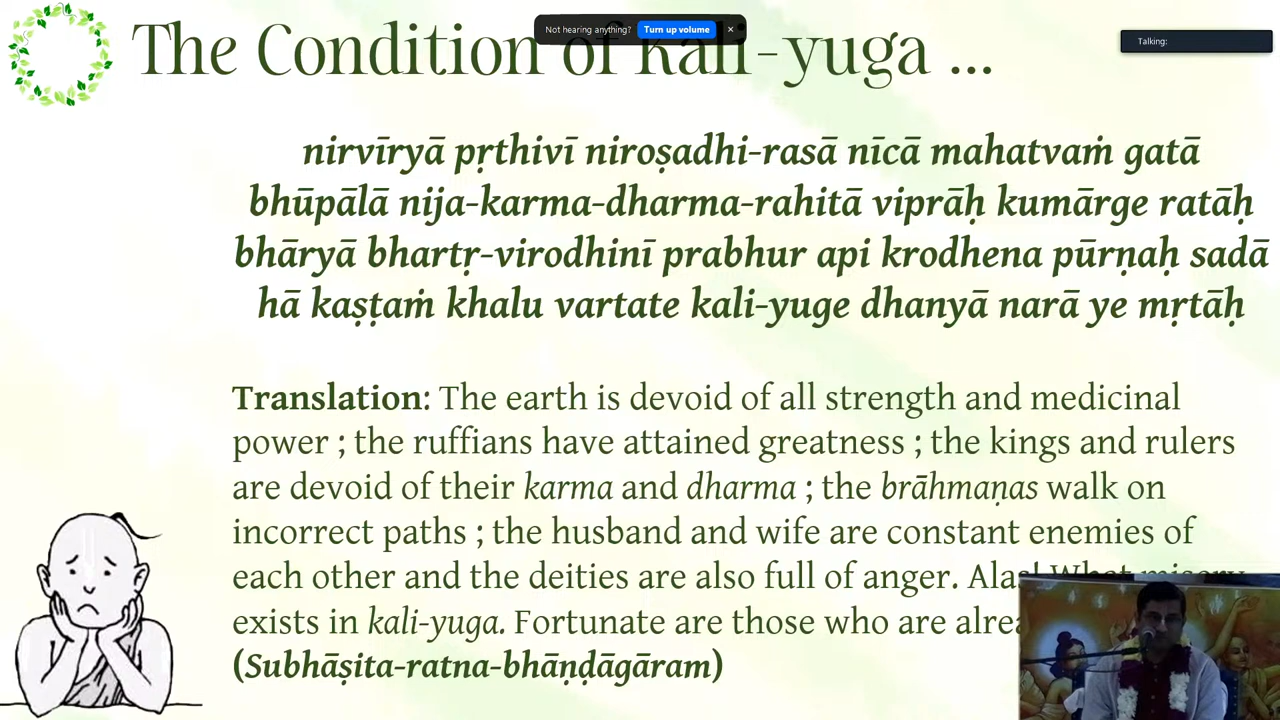 Not hearing anything? Turn up volume ✕
Talking:
The Condition of Kali-yuga ...
nirvīryā pṛthivī niroṣadhi-rasā nīcā mahatvaṁ gatā
bhūpālā nija-karma-dharma-rahitā viprāḥ kumārge ratāḥ
bhāryā bhartṛ-virodhinī prabhur api krodhena pūrṇaḥ sadā
hā kaṣṭaṁ khalu vartate kali-yuge dhanyā narā ye mṛtāḥ
Translation: The earth is devoid of all strength and medicinal
power ; the ruffians have attained greatness ; the kings and rulers
are devoid of their karma and dharma ; the brāhmaṇas walk on
incorrect paths ; the husband and wife are constant enemies of
each other and the deities are also full of anger. Alas! What misery
exists in kali-yuga. Fortunate are those who are
(Subhāṣita-ratna-bhāṇḍāgāram)